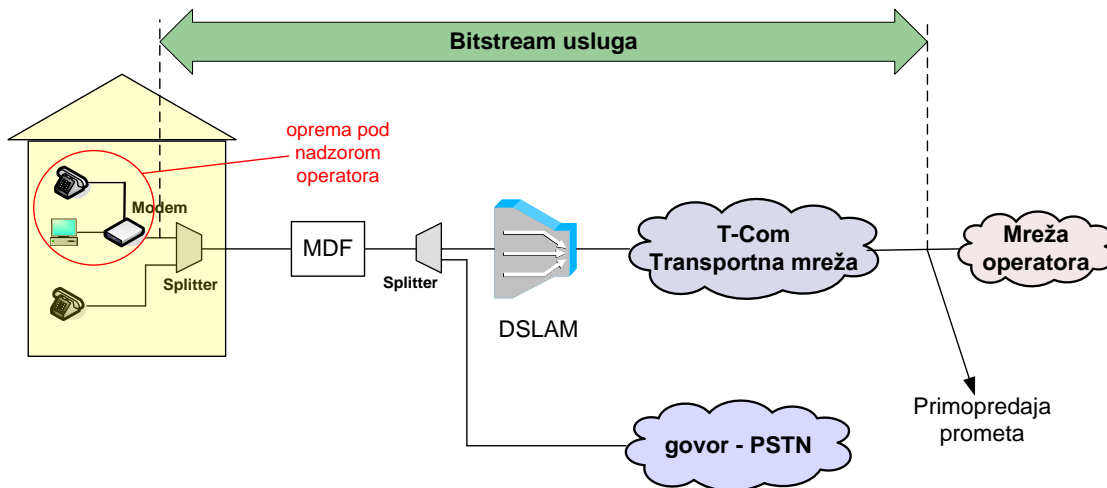 Bitstream usluga
oprema pod
nadzorom
operatora
Modem
Splitter
MDF
Splitter
DSLAM
T-Com
Transportna mreža
Mreža
operatora
Primopredaja
prometa
govor - PSTN